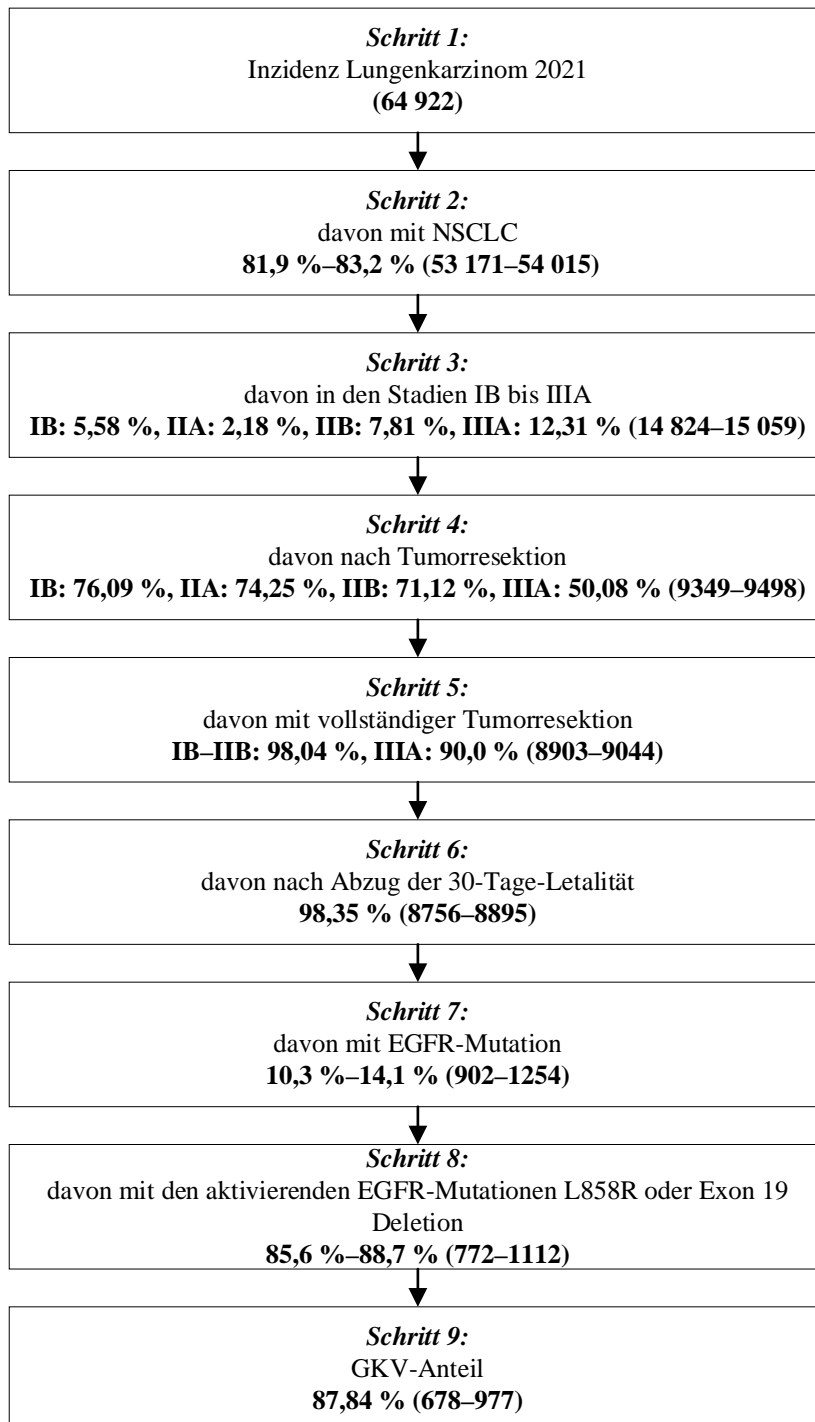 Schritt 1:
Inzidenz Lungenkarzinom 2021
(64 922)
Schritt 2:
davon mit NSCLC
81,9 %–83,2 % (53 171–54 015)
Schritt 3:
davon in den Stadien IB bis IIIA
IB: 5,58 %, IIA: 2,18 %, IIB: 7,81 %, IIIA: 12,31 % (14 824–15 059)
Schritt 4:
davon nach Tumorresektion
IB: 76,09 %, IIA: 74,25 %, IIB: 71,12 %, IIIA: 50,08 % (9349–9498)
Schritt 5:
davon mit vollständiger Tumorresektion
IB–IIB: 98,04 %, IIIA: 90,0 % (8903–9044)
Schritt 6:
davon nach Abzug der 30-Tage-Letalität
98,35 % (8756–8895)
Schritt 7:
davon mit EGFR-Mutation
10,3 %–14,1 % (902–1254)
Schritt 8:
davon mit den aktivierenden EGFR-Mutationen L858R oder Exon 19
Deletion
85,6 %–88,7 % (772–1112)
Schritt 9:
GKV-Anteil
87,84 % (678–977)